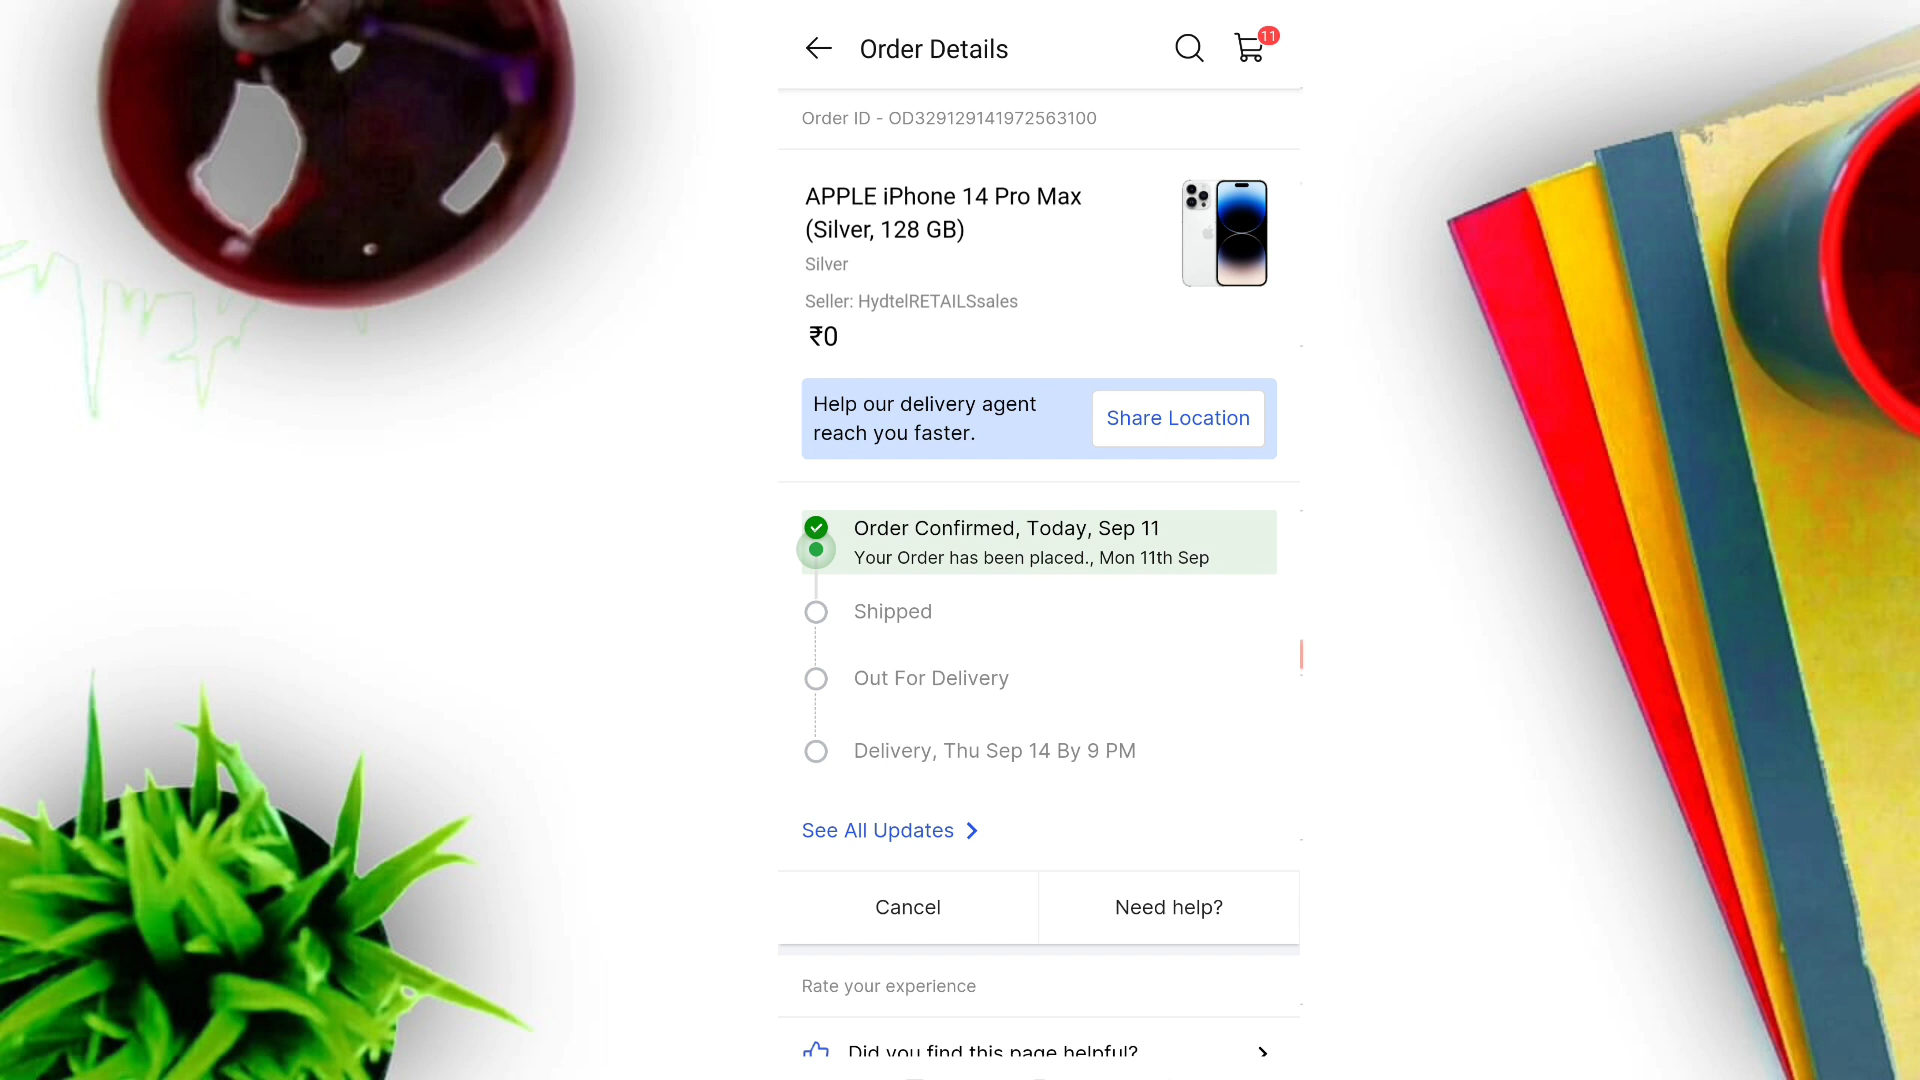 Order Details
11
Order ID - OD329129141972563100
APPLE iPhone 14 Pro Max
(Silver, 128 GB)
Silver
Seller: HydtelRETAILSsales
₹0
Help our delivery agent
reach you faster.
Share Location
Order Confirmed, Today, Sep 11
Your Order has been placed., Mon 11th Sep
Shipped
Out For Delivery
Delivery, Thu Sep 14 By 9 PM
See All Updates
Cancel
Need help?
Rate your experience
Did you find this page helpful?